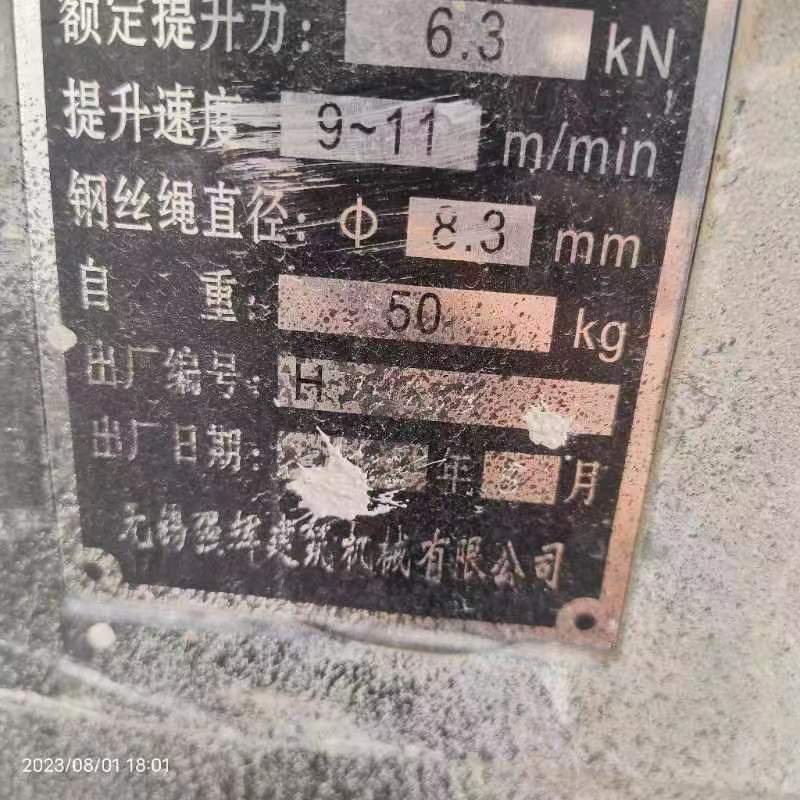 额定提升力: 6.3 kN
提升速度 9~11 m/min
钢丝绳直径: Φ 8.3 mm
自重: 50 kg
出厂编号: H
出厂日期: 年 月
无锡强辉建筑机械有限公司
2023/08/01 18:01